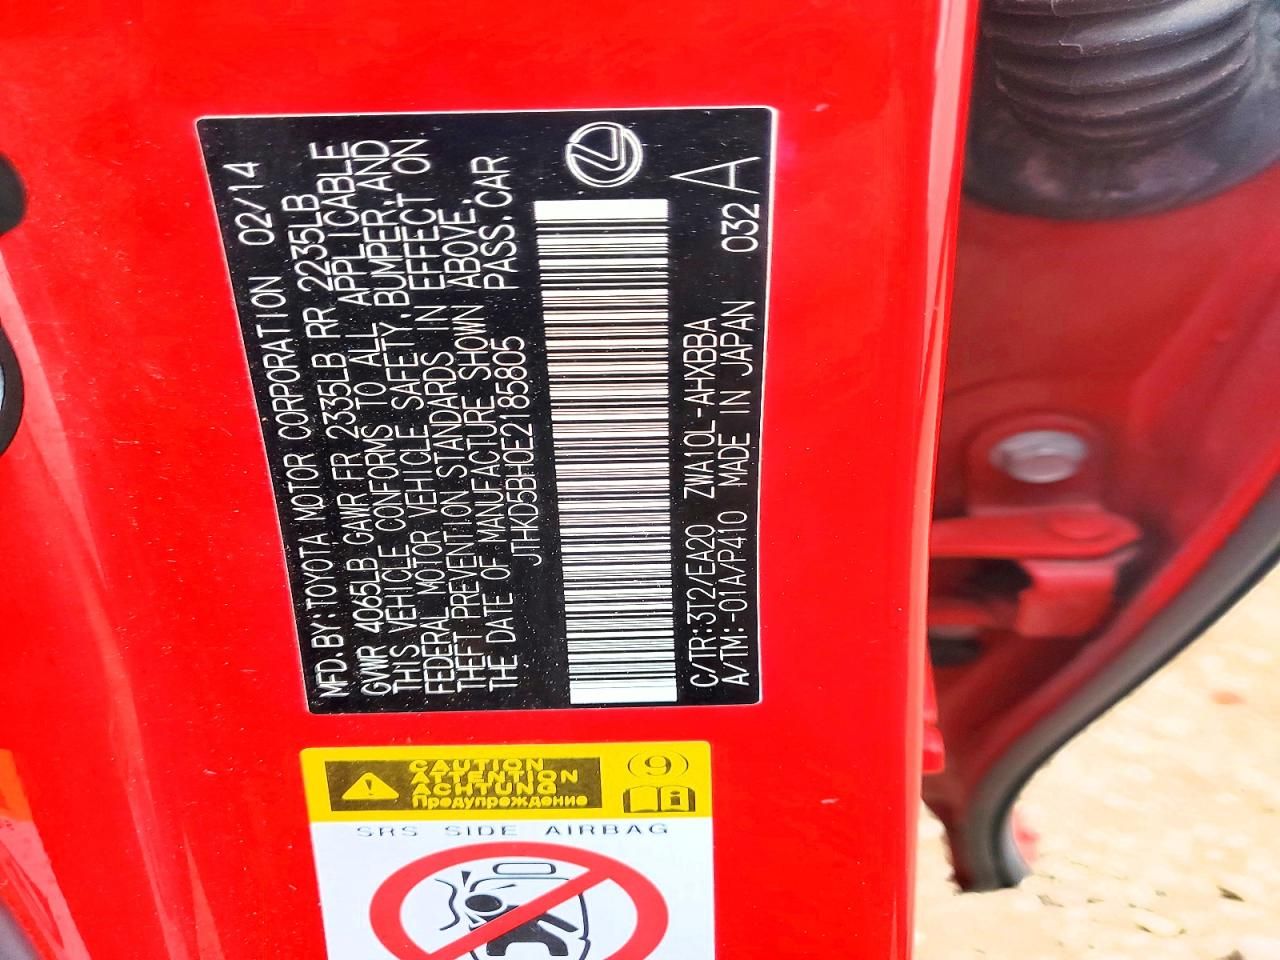 MFD.BY:TOYOTA MOTOR CORPORATION 02/14
GVWR 4065LB GAWR FR 2335LB RR 2235LB
THIS VEHICLE CONFORMS TO ALL APPLICABLE
FEDERAL MOTOR VEHICLE SAFETY,BUMPER,AND
THEFT PREVENTION STANDARDS IN EFFECT ON
THE DATE OF MANUFACTURE SHOWN ABOVE.
JTHKD5BH0E2185805 PASS.CAR
C/TR:3T2/EA20 ZWA10L-AHXBBA
A/TM:-01A/P410 MADE IN JAPAN 032 A
CAUTION
ATTENTION
ACHTUNG
Предупреждение
9
i
SRS SIDE AIRBAG